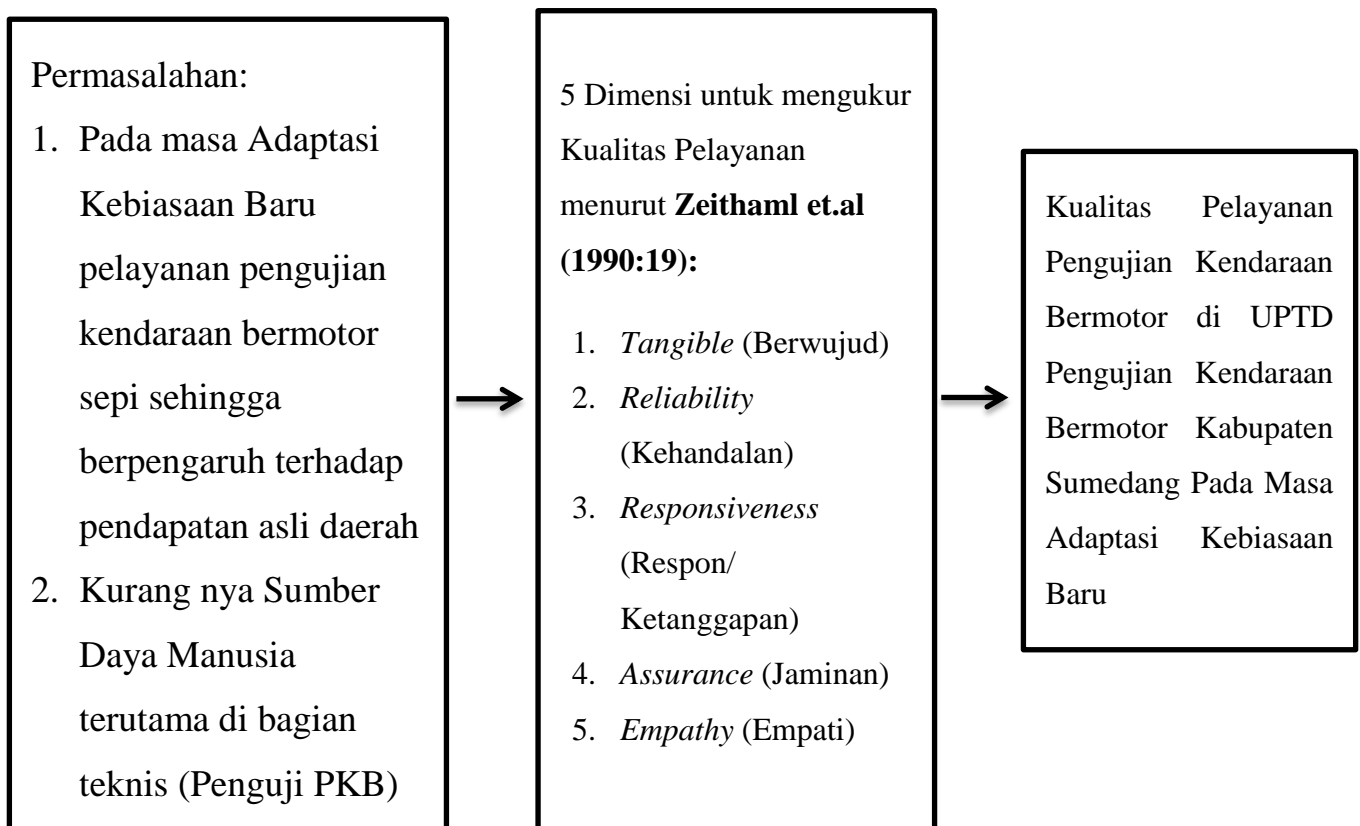 Permasalahan:
1. Pada masa Adaptasi
Kebiasaan Baru
pelayanan pengujian
kendaraan bermotor
sepi sehingga
berpengaruh terhadap
pendapatan asli daerah
2. Kurang nya Sumber
Daya Manusia
terutama di bagian
teknis (Penguji PKB)
5 Dimensi untuk mengukur
Kualitas Pelayanan
menurut Zeithaml et.al
(1990:19):
1. Tangible (Berwujud)
2. Reliability
(Kehandalan)
3. Responsiveness
(Respon/
Ketanggapan)
4. Assurance (Jaminan)
5. Empathy (Empati)
Kualitas Pelayanan
Pengujian Kendaraan
Bermotor di UPTD
Pengujian Kendaraan
Bermotor Kabupaten
Sumedang Pada Masa
Adaptasi Kebiasaan
Baru